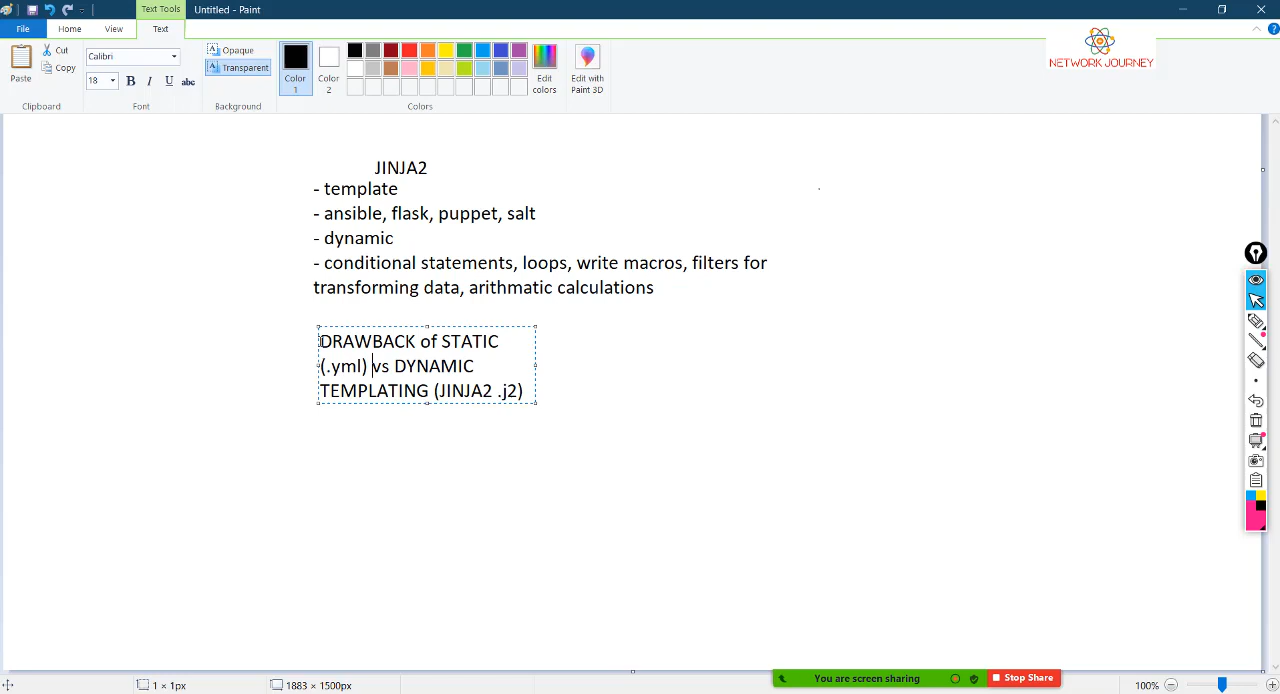 Text Tools
Untitled - Paint
File
Home
View
Text
Paste
Cut
Copy
Clipboard
Calibri
18
B I U abc
Font
Opaque
Transparent
Background
Color 1
Color 2
Colors
Edit colors
Edit with Paint 3D
NETWORK JOURNEY
JINJA2
- template
- ansible, flask, puppet, salt
- dynamic
- conditional statements, loops, write macros, filters for
transforming data, arithmatic calculations
DRAWBACK of STATIC
(.yml) vs DYNAMIC
TEMPLATING (JINJA2 .j2)
1 × 1px
1883 × 1500px
You are screen sharing
Stop Share
100%